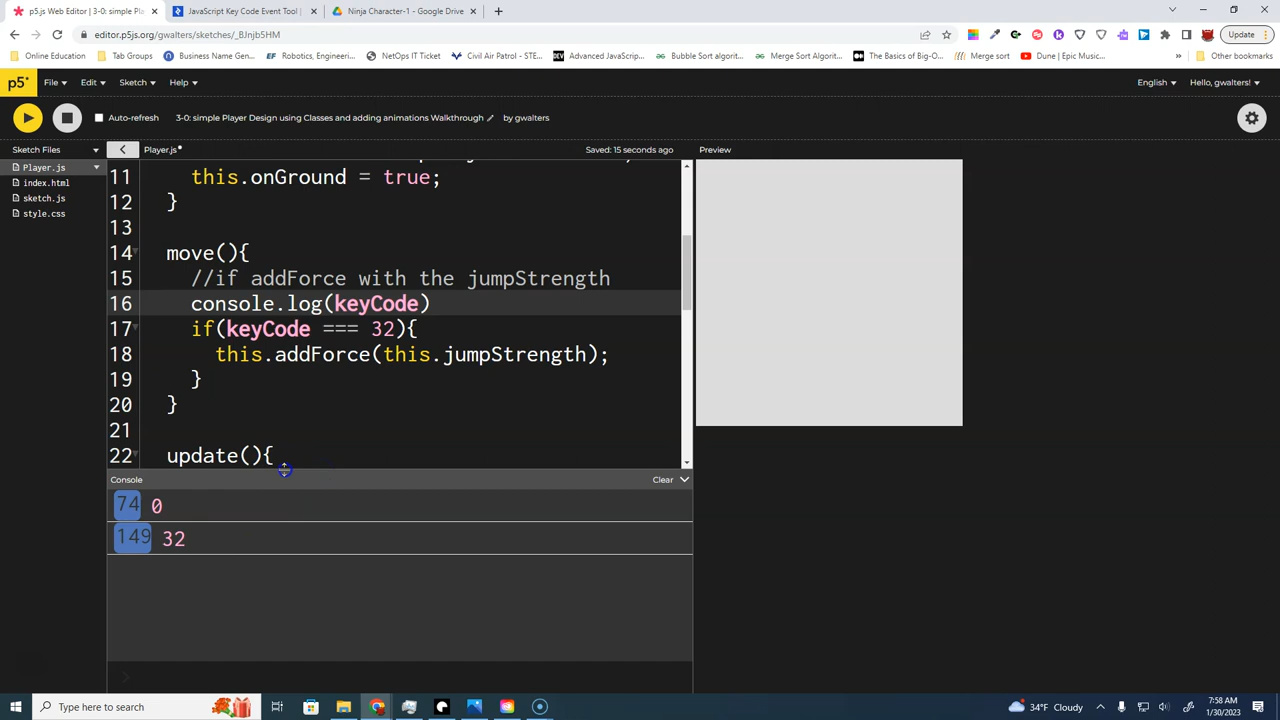 p5.js Web Editor | 3-0: simple Pl
JavaScript Key Code Event Tool |
Ninja Character-1 - Google Drive
editor.p5js.org/gwalters/sketches/_BJnjb5HM
Update
Online Education
Tab Groups
Business Name Gen...
Robotics, Engineeri...
NetOps IT Ticket
Civil Air Patrol - STE...
Advanced JavaScrip...
Bubble Sort algorit...
Merge Sort Algorit...
The Basics of Big-O...
Merge sort
Dune | Epic Music...
Other bookmarks
p5*
File
Edit
Sketch
Help
English
Hello, gwalters!
Auto-refresh
3-0: simple Player Design using Classes and adding animations Walkthrough
by gwalters
Sketch Files
Player.js
Saved: 15 seconds ago
Preview
Player.js
index.html
sketch.js
style.css
11 this.onGround = true;
12 }
13
14 move(){
15 //if addForce with the jumpStrength
16 console.log(keyCode)
17 if(keyCode === 32){
18 this.addForce(this.jumpStrength);
19 }
20 }
21
22 update(){
Console
Clear
74 0
149 32
>
Type here to search
34°F Cloudy
7:58 AM
1/30/2023